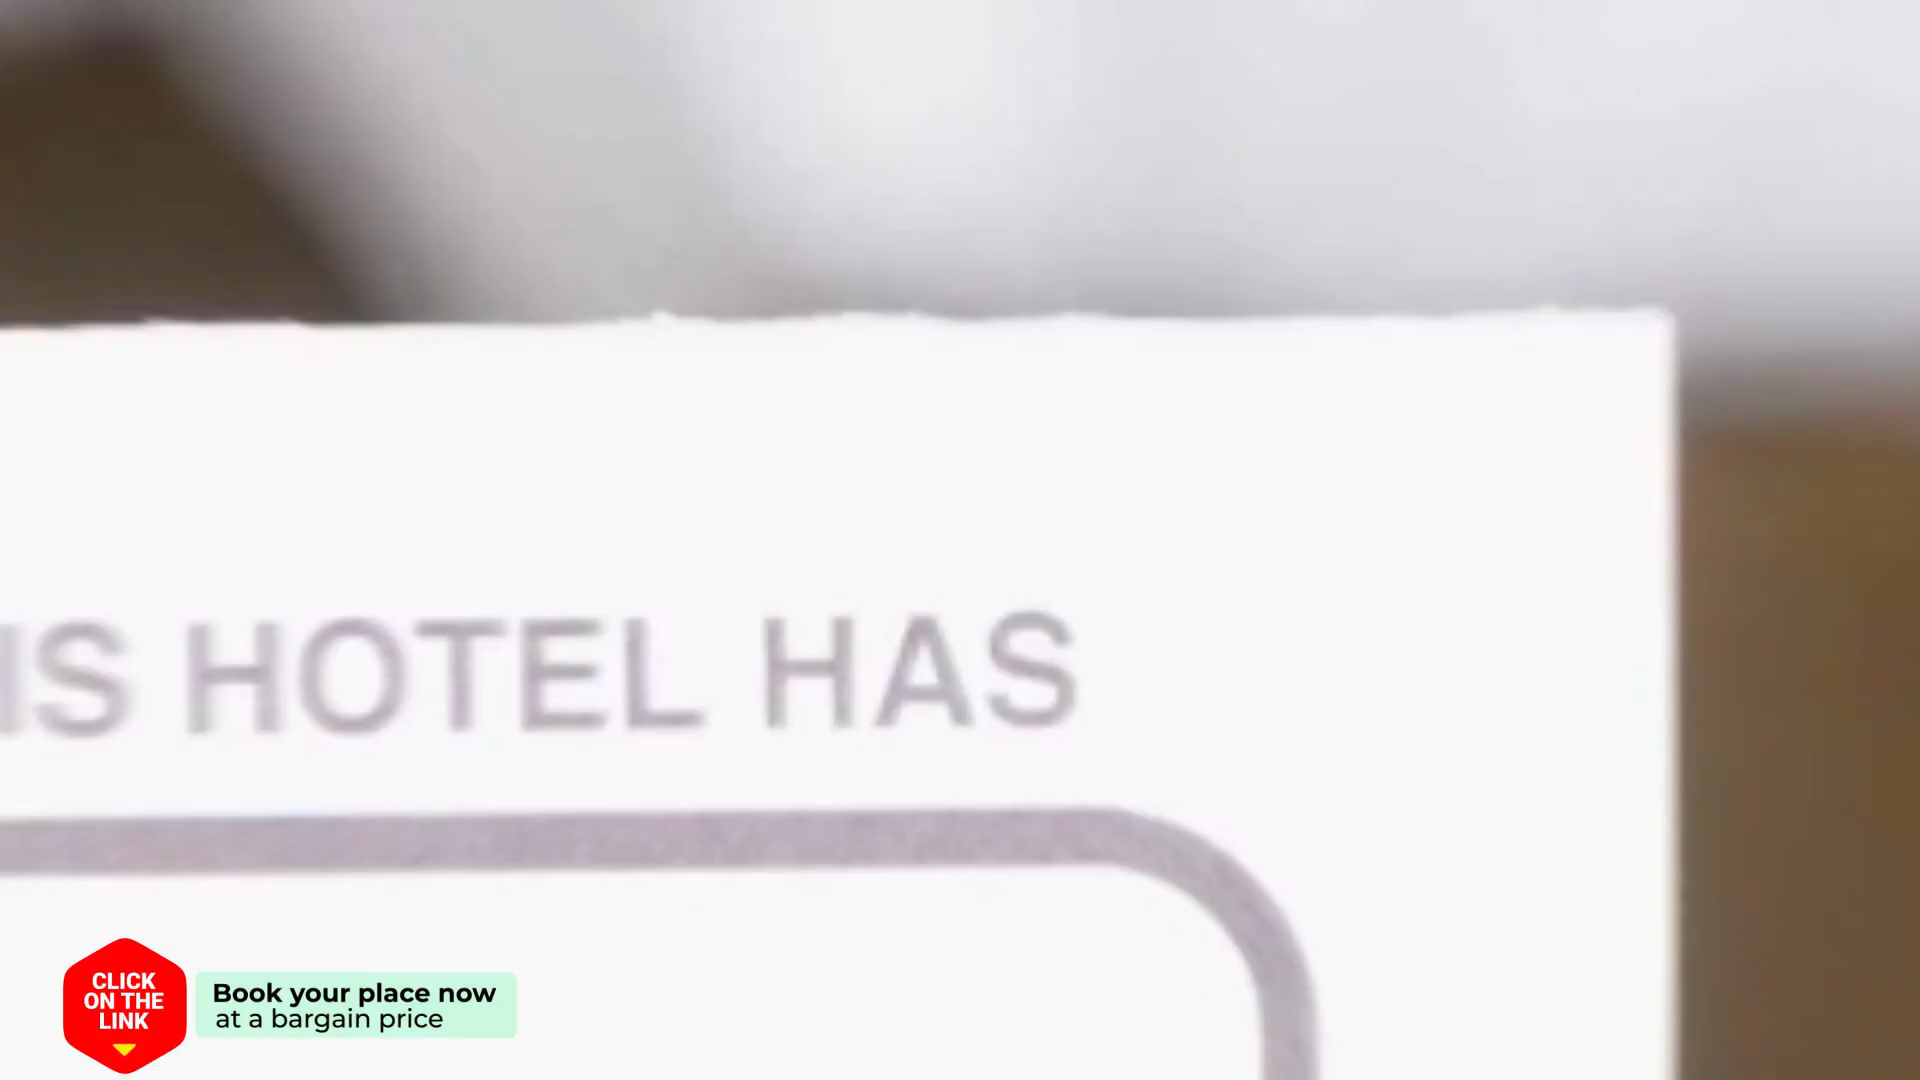 IS HOTEL HAS
CLICK
ON THE
LINK
Book your place now
at a bargain price